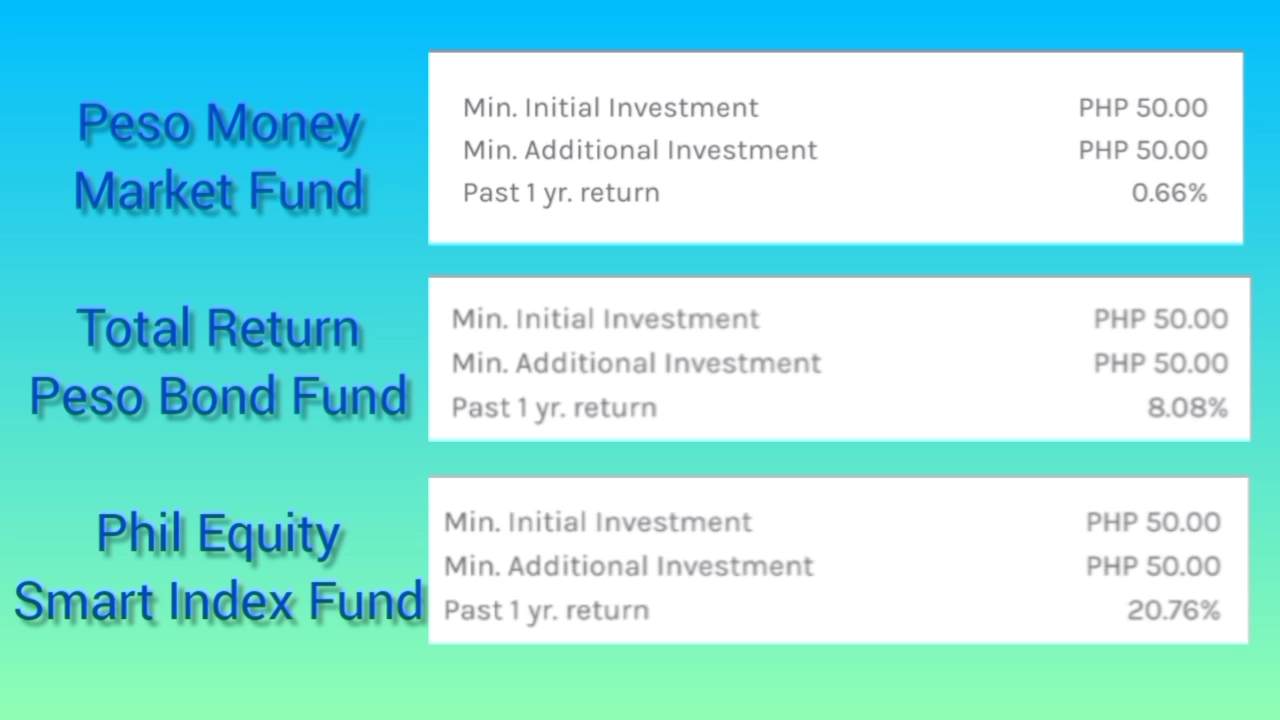 Peso Money
Market Fund
Min. Initial Investment PHP 50.00
Min. Additional Investment PHP 50.00
Past 1 yr. return 0.66%
Total Return
Peso Bond Fund
Min. Initial Investment PHP 50.00
Min. Additional Investment PHP 50.00
Past 1 yr. return 8.08%
Phil Equity
Smart Index Fund
Min. Initial Investment PHP 50.00
Min. Additional Investment PHP 50.00
Past 1 yr. return 20.76%